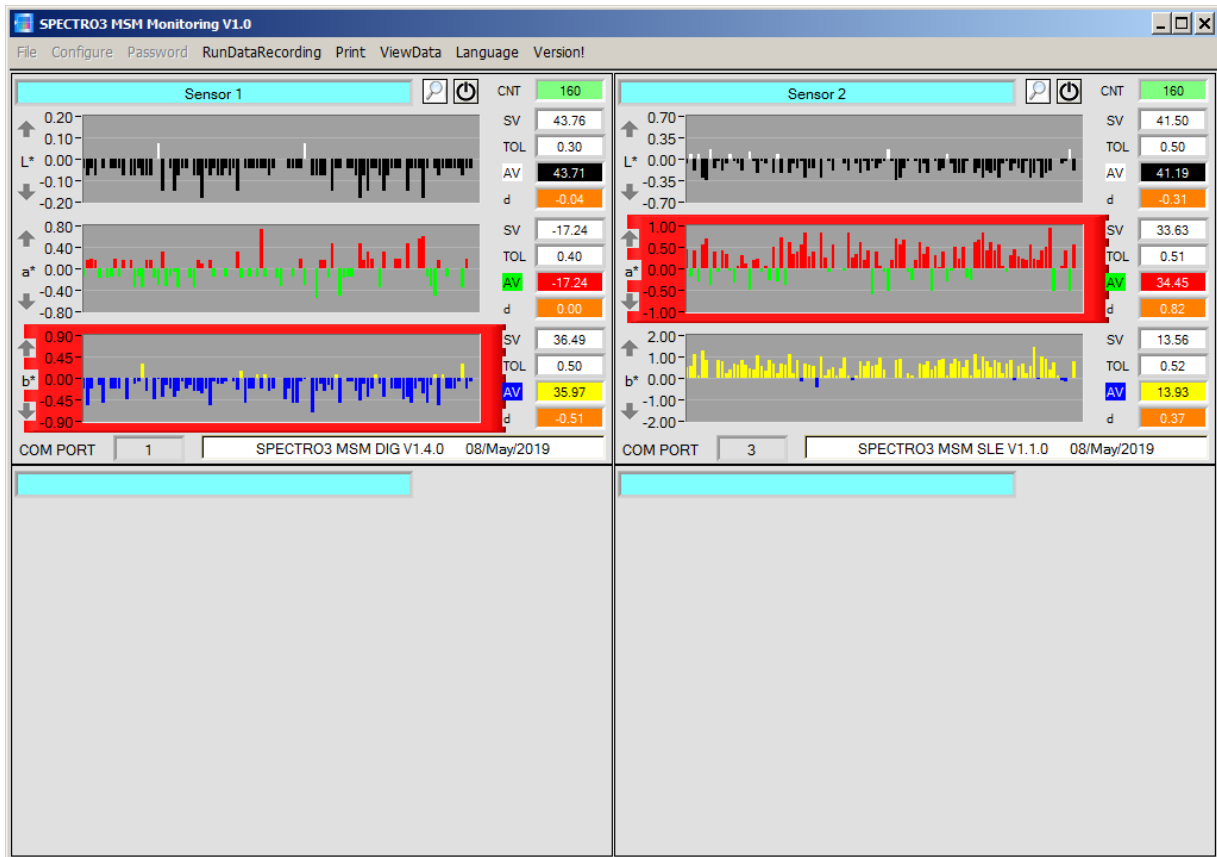 SPECTRO3 MSM Monitoring V1.0
File Configure Password RunDataRecording Print ViewData Language Version!
Sensor 1
CNT 160
0.20
0.10
L* 0.00
-0.10
-0.20
SV 43.76
TOL 0.30
AV 43.71
d -0.04
0.80
0.40
a* 0.00
-0.40
-0.80
SV -17.24
TOL 0.40
AV -17.24
d 0.00
0.90
0.45
b* 0.00
-0.45
-0.90
SV 36.49
TOL 0.50
AV 35.97
d -0.51
COM PORT 1 SPECTRO3 MSM DIG V1.4.0 08/May/2019
Sensor 2
CNT 160
0.70
0.35
L* 0.00
-0.35
-0.70
SV 41.50
TOL 0.50
AV 41.19
d -0.31
1.00
0.50
a* 0.00
-0.50
-1.00
SV 33.63
TOL 0.51
AV 34.45
d 0.82
2.00
1.00
b* 0.00
-1.00
-2.00
SV 13.56
TOL 0.52
AV 13.93
d 0.37
COM PORT 3 SPECTRO3 MSM SLE V1.1.0 08/May/2019